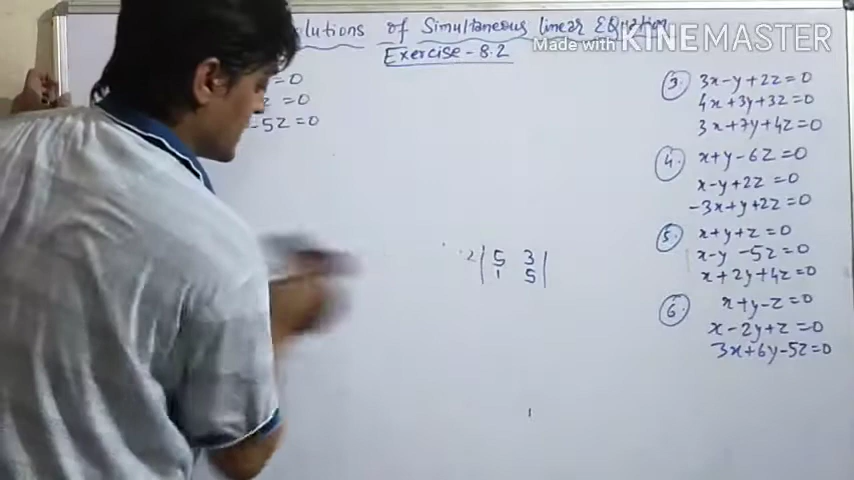 olutions of Simultaneous linear EQuation
Made with KINEMASTER
Exercise - 8.2
=0
z =0
-5z =0
2 | 5 3 |
| 1 5 |
3. 3x-y+2z=0
4x+3y+3z=0
3x+7y+4z=0
4. x+y-6z=0
x-y+2z=0
-3x+y+2z=0
5. x+y+z=0
x-y -5z=0
x+2y+4z=0
6. x+y-z=0
x-2y+z=0
3x+6y-5z=0